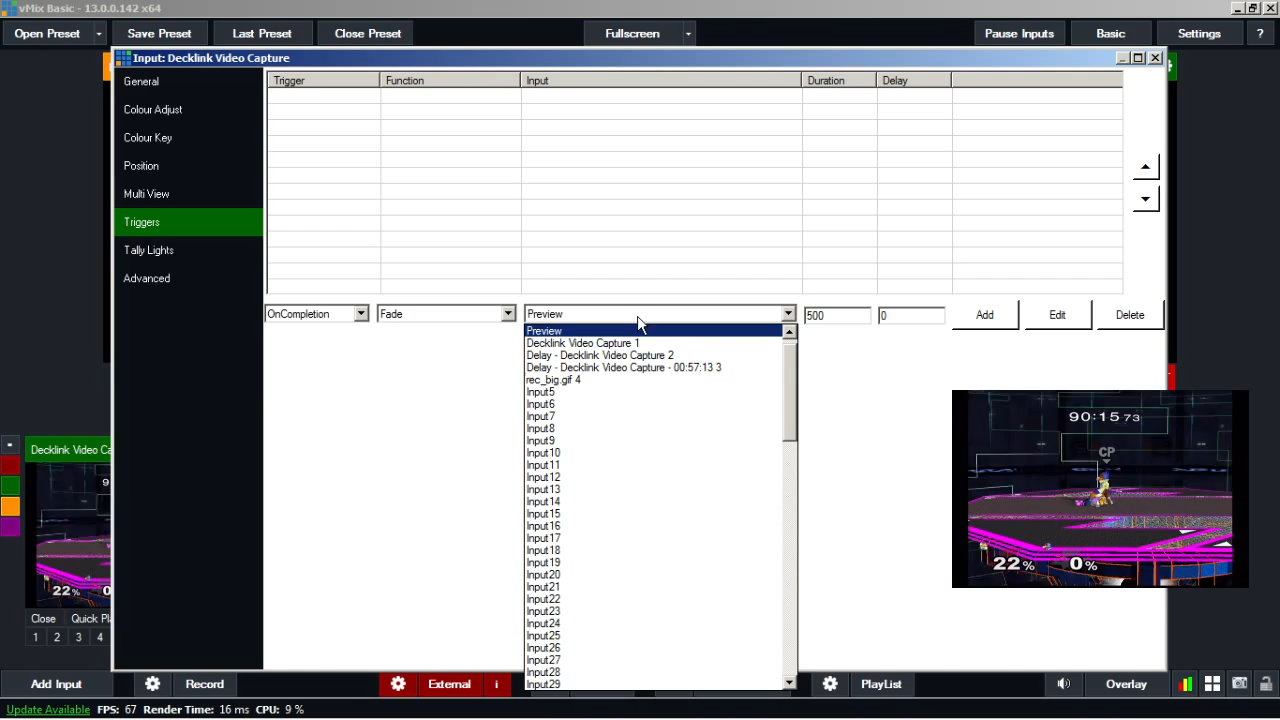 vMix Basic - 13.0.0.142 x64
Open Preset Save Preset Last Preset Close Preset Fullscreen Pause Inputs Basic Settings ?
Input: Decklink Video Capture
General
Colour Adjust
Colour Key
Position
Multi View
Triggers
Tally Lights
Advanced
Trigger Function Input Duration Delay
OnCompletion Fade Preview 500 0 Add Edit Delete
Preview
Decklink Video Capture 1
Delay - Decklink Video Capture 2
Delay - Decklink Video Capture - 00:57:13 3
rec_big.gif 4
Input5
Input6
Input7
Input8
Input9
Input10
Input11
Input12
Input13
Input14
Input15
Input16
Input17
Input18
Input19
Input20
Input21
Input22
Input23
Input24
Input25
Input26
Input27
Input28
Input29
90:15 73
CP
22% 0%
Decklink Video Ca
9
22% 0
Close Quick Pl
1 2 3 4
Add Input Record External i PlayList Overlay
Update Available FPS: 67 Render Time: 16 ms CPU: 9 %